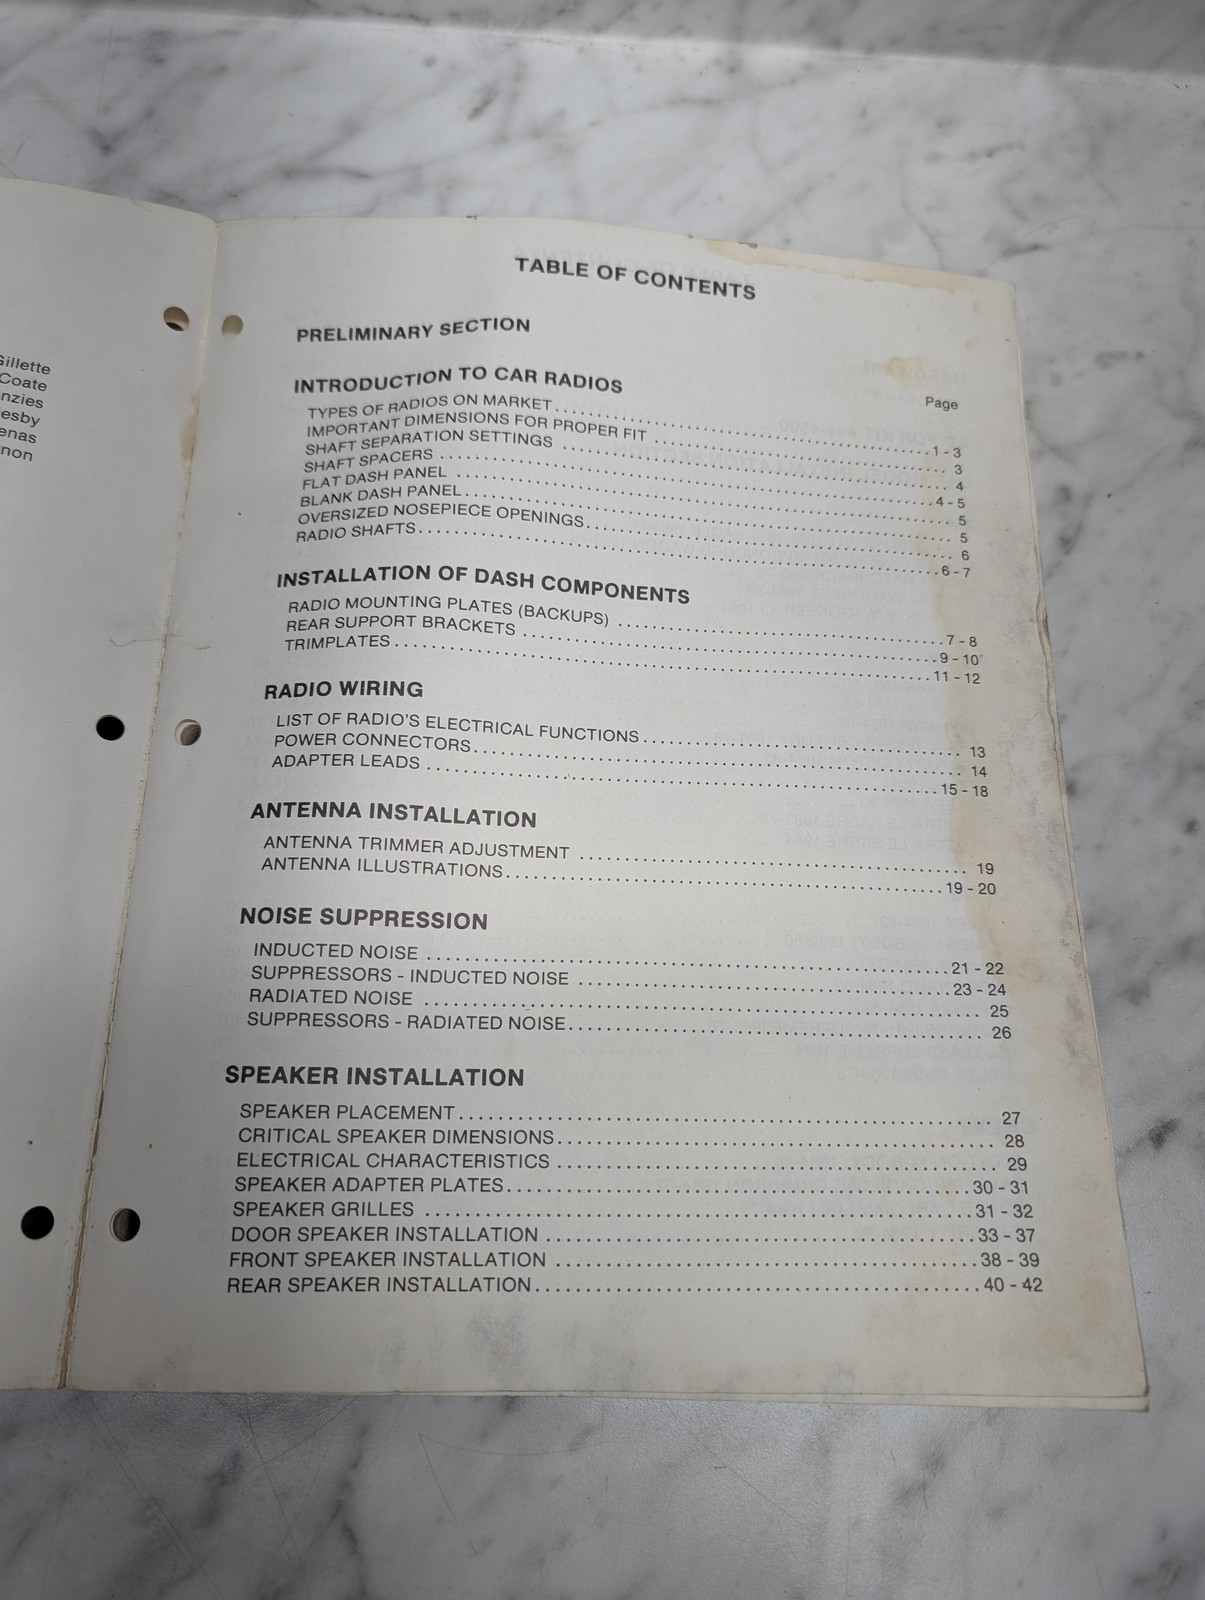 Coate
TABLE OF CONTENTS
PRELIMINARY SECTION
INTRODUCTION TO CAR RADIOS
Page
TYPES OF RADIOS ON MARKET 1 - 3
IMPORTANT DIMENSIONS FOR PROPER FIT 3
SHAFT SEPARATION SETTINGS 4
SHAFT SPACERS 4 - 5
FLAT DASH PANEL 5
BLANK DASH PANEL 5
OVERSIZED NOSEPIECE OPENINGS 6
RADIO SHAFTS 6 - 7
INSTALLATION OF DASH COMPONENTS
RADIO MOUNTING PLATES (BACKUPS) 7 - 8
REAR SUPPORT BRACKETS 9 - 10
TRIMPLATES 11 - 12
RADIO WIRING
LIST OF RADIO'S ELECTRICAL FUNCTIONS 13
POWER CONNECTORS 14
ADAPTER LEADS 15 - 18
ANTENNA INSTALLATION
ANTENNA TRIMMER ADJUSTMENT 19
ANTENNA ILLUSTRATIONS 19 - 20
NOISE SUPPRESSION
INDUCTED NOISE 21 - 22
SUPPRESSORS - INDUCTED NOISE 23 - 24
RADIATED NOISE 25
SUPPRESSORS - RADIATED NOISE 26
SPEAKER INSTALLATION
SPEAKER PLACEMENT 27
CRITICAL SPEAKER DIMENSIONS 28
ELECTRICAL CHARACTERISTICS 29
SPEAKER ADAPTER PLATES 30 - 31
SPEAKER GRILLES 31 - 32
DOOR SPEAKER INSTALLATION 33 - 37
FRONT SPEAKER INSTALLATION 38 - 39
REAR SPEAKER INSTALLATION 40 - 42